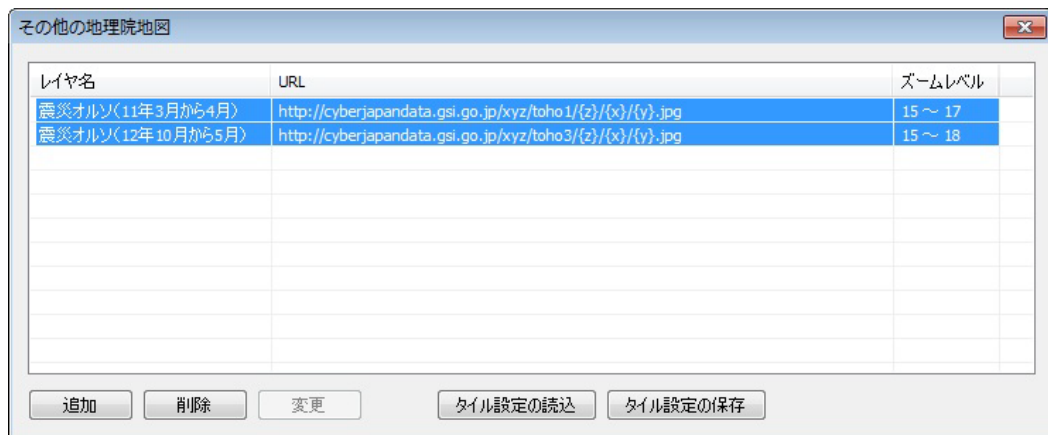 その他の地理院地図
レイヤ名 URL ズームレベル
震災オルソ(11年3月から4月) http://cyberjapandata.gsi.go.jp/xyz/toho1/{z}/{x}/{y}.jpg 15 ～ 17
震災オルソ(12年10月から5月) http://cyberjapandata.gsi.go.jp/xyz/toho3/{z}/{x}/{y}.jpg 15 ～ 18
追加 削除 変更 タイル設定の読込 タイル設定の保存